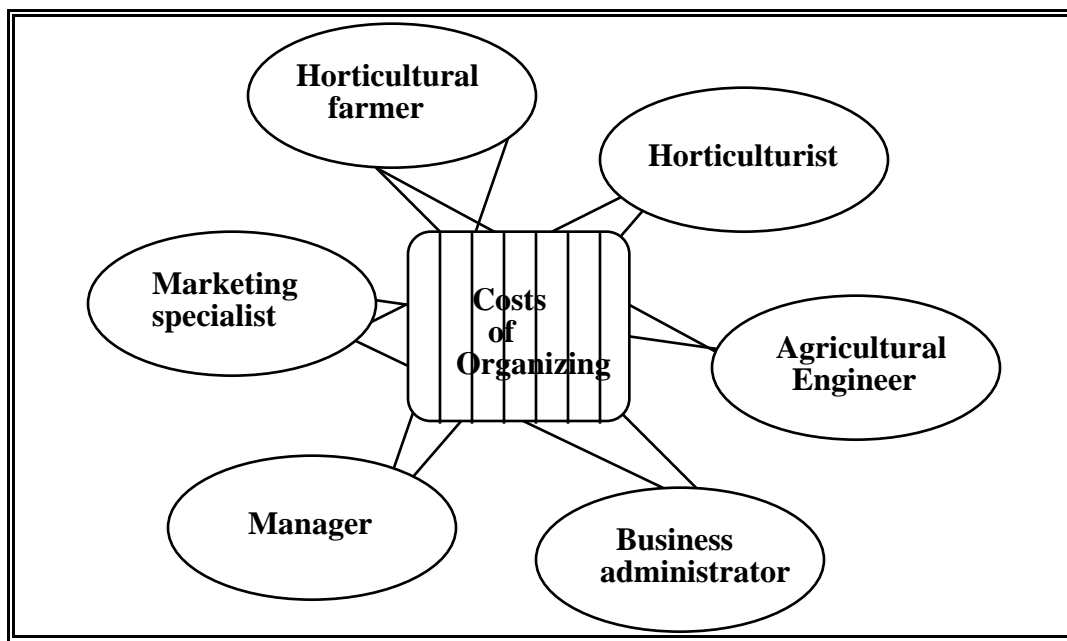 Horticultural
farmer
Horticulturist
Marketing
specialist
Costs
of
Organizing
Agricultural
Engineer
Manager
Business
administrator